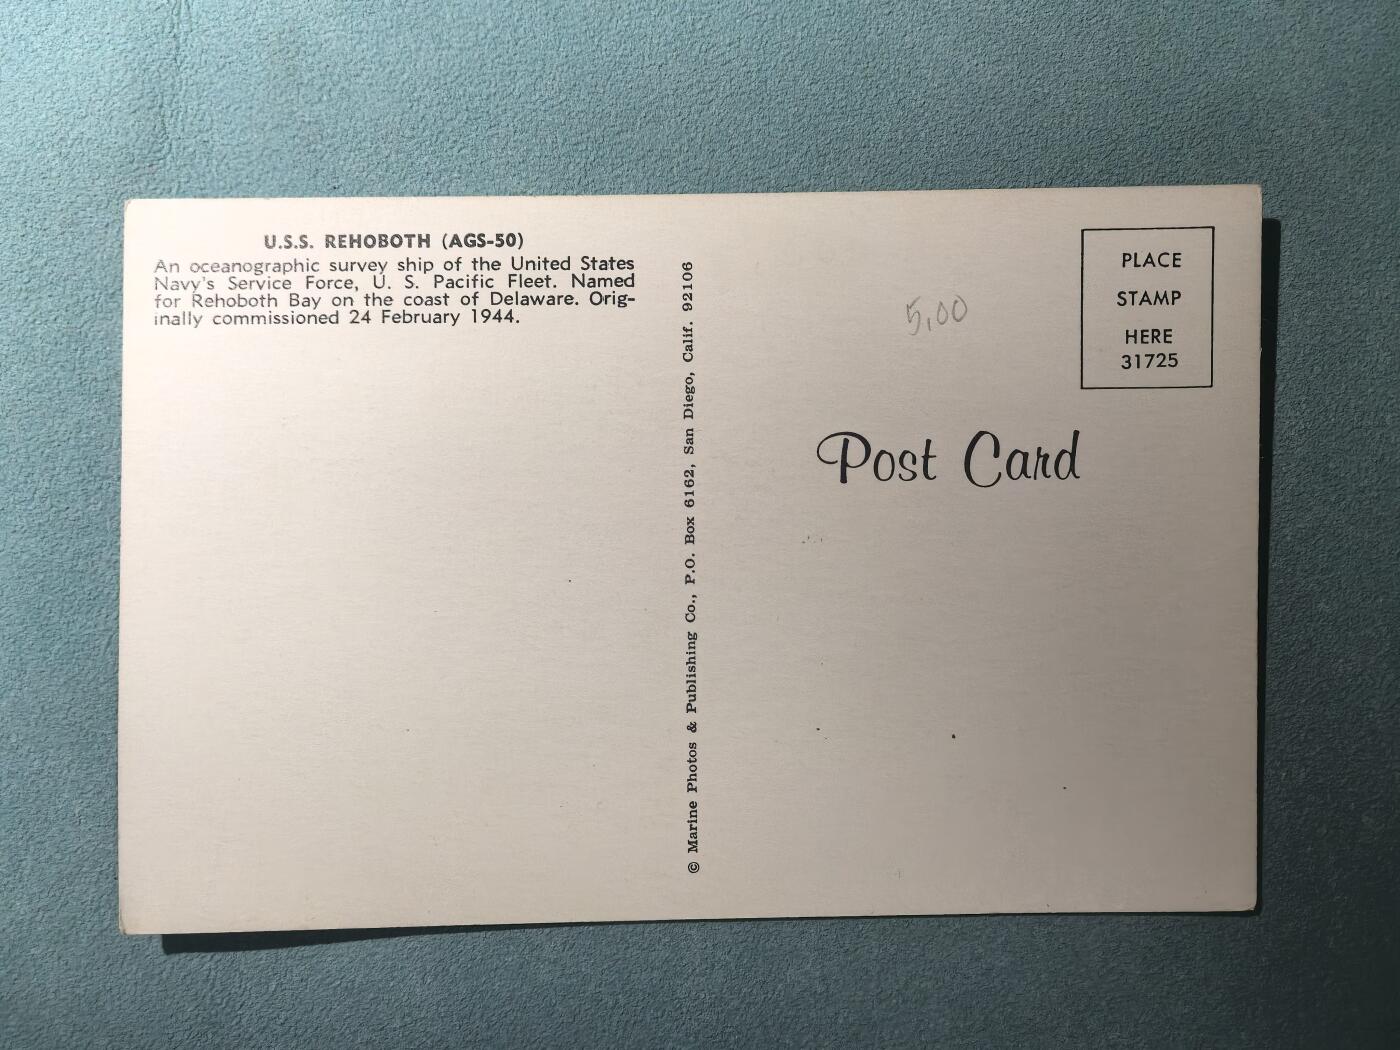 U.S.S. REHOBOTH (AGS-50)
An oceanographic survey ship of the United States
Navy's Service Force, U. S. Pacific Fleet. Named
for Rehoboth Bay on the coast of Delaware. Orig-
inally commissioned 24 February 1944.
© Marine Photos & Publishing Co., P.O. Box 6162, San Diego, Calif. 92106
5,00
PLACE
STAMP
HERE
31725
Post Card